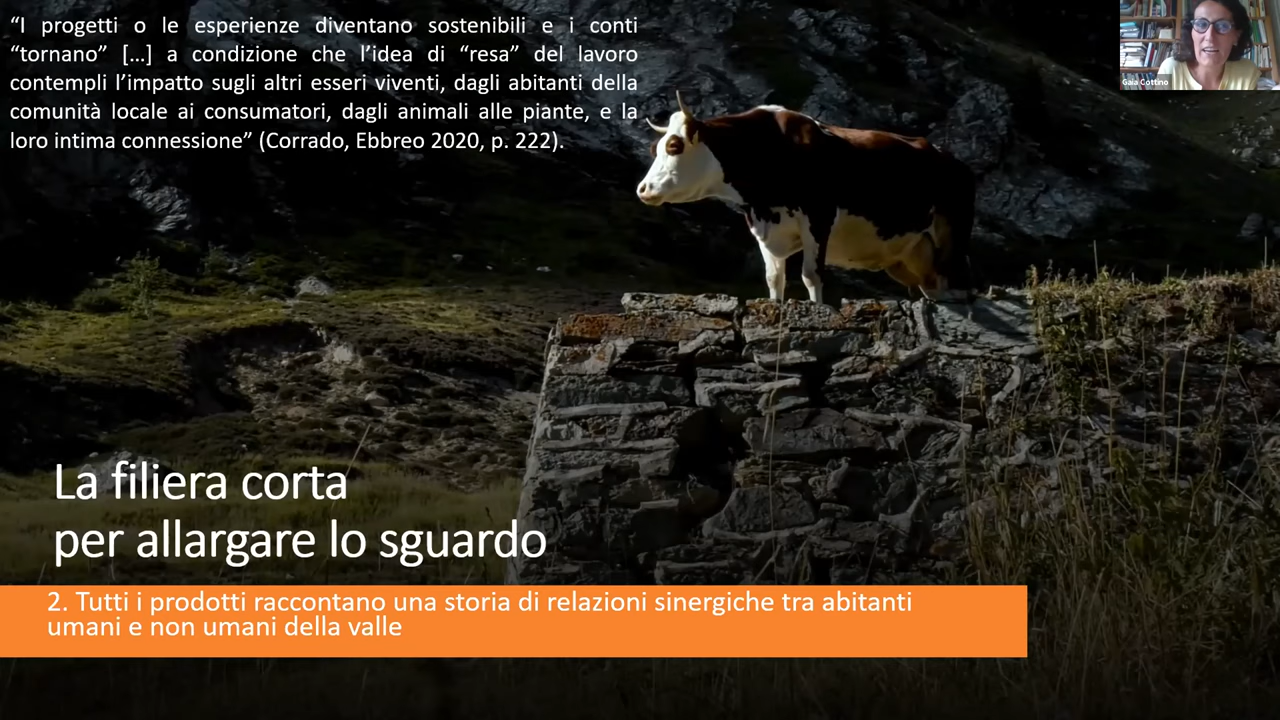 “I progetti o le esperienze diventano sostenibili e i conti
“tornano” […] a condizione che l’idea di “resa” del lavoro
contempli l’impatto sugli altri esseri viventi, dagli abitanti della
comunità locale ai consumatori, dagli animali alle piante, e la
loro intima connessione” (Corrado, Ebbreo 2020, p. 222).
Gaia Cottino
La filiera corta
per allargare lo sguardo
2. Tutti i prodotti raccontano una storia di relazioni sinergiche tra abitanti
umani e non umani della valle